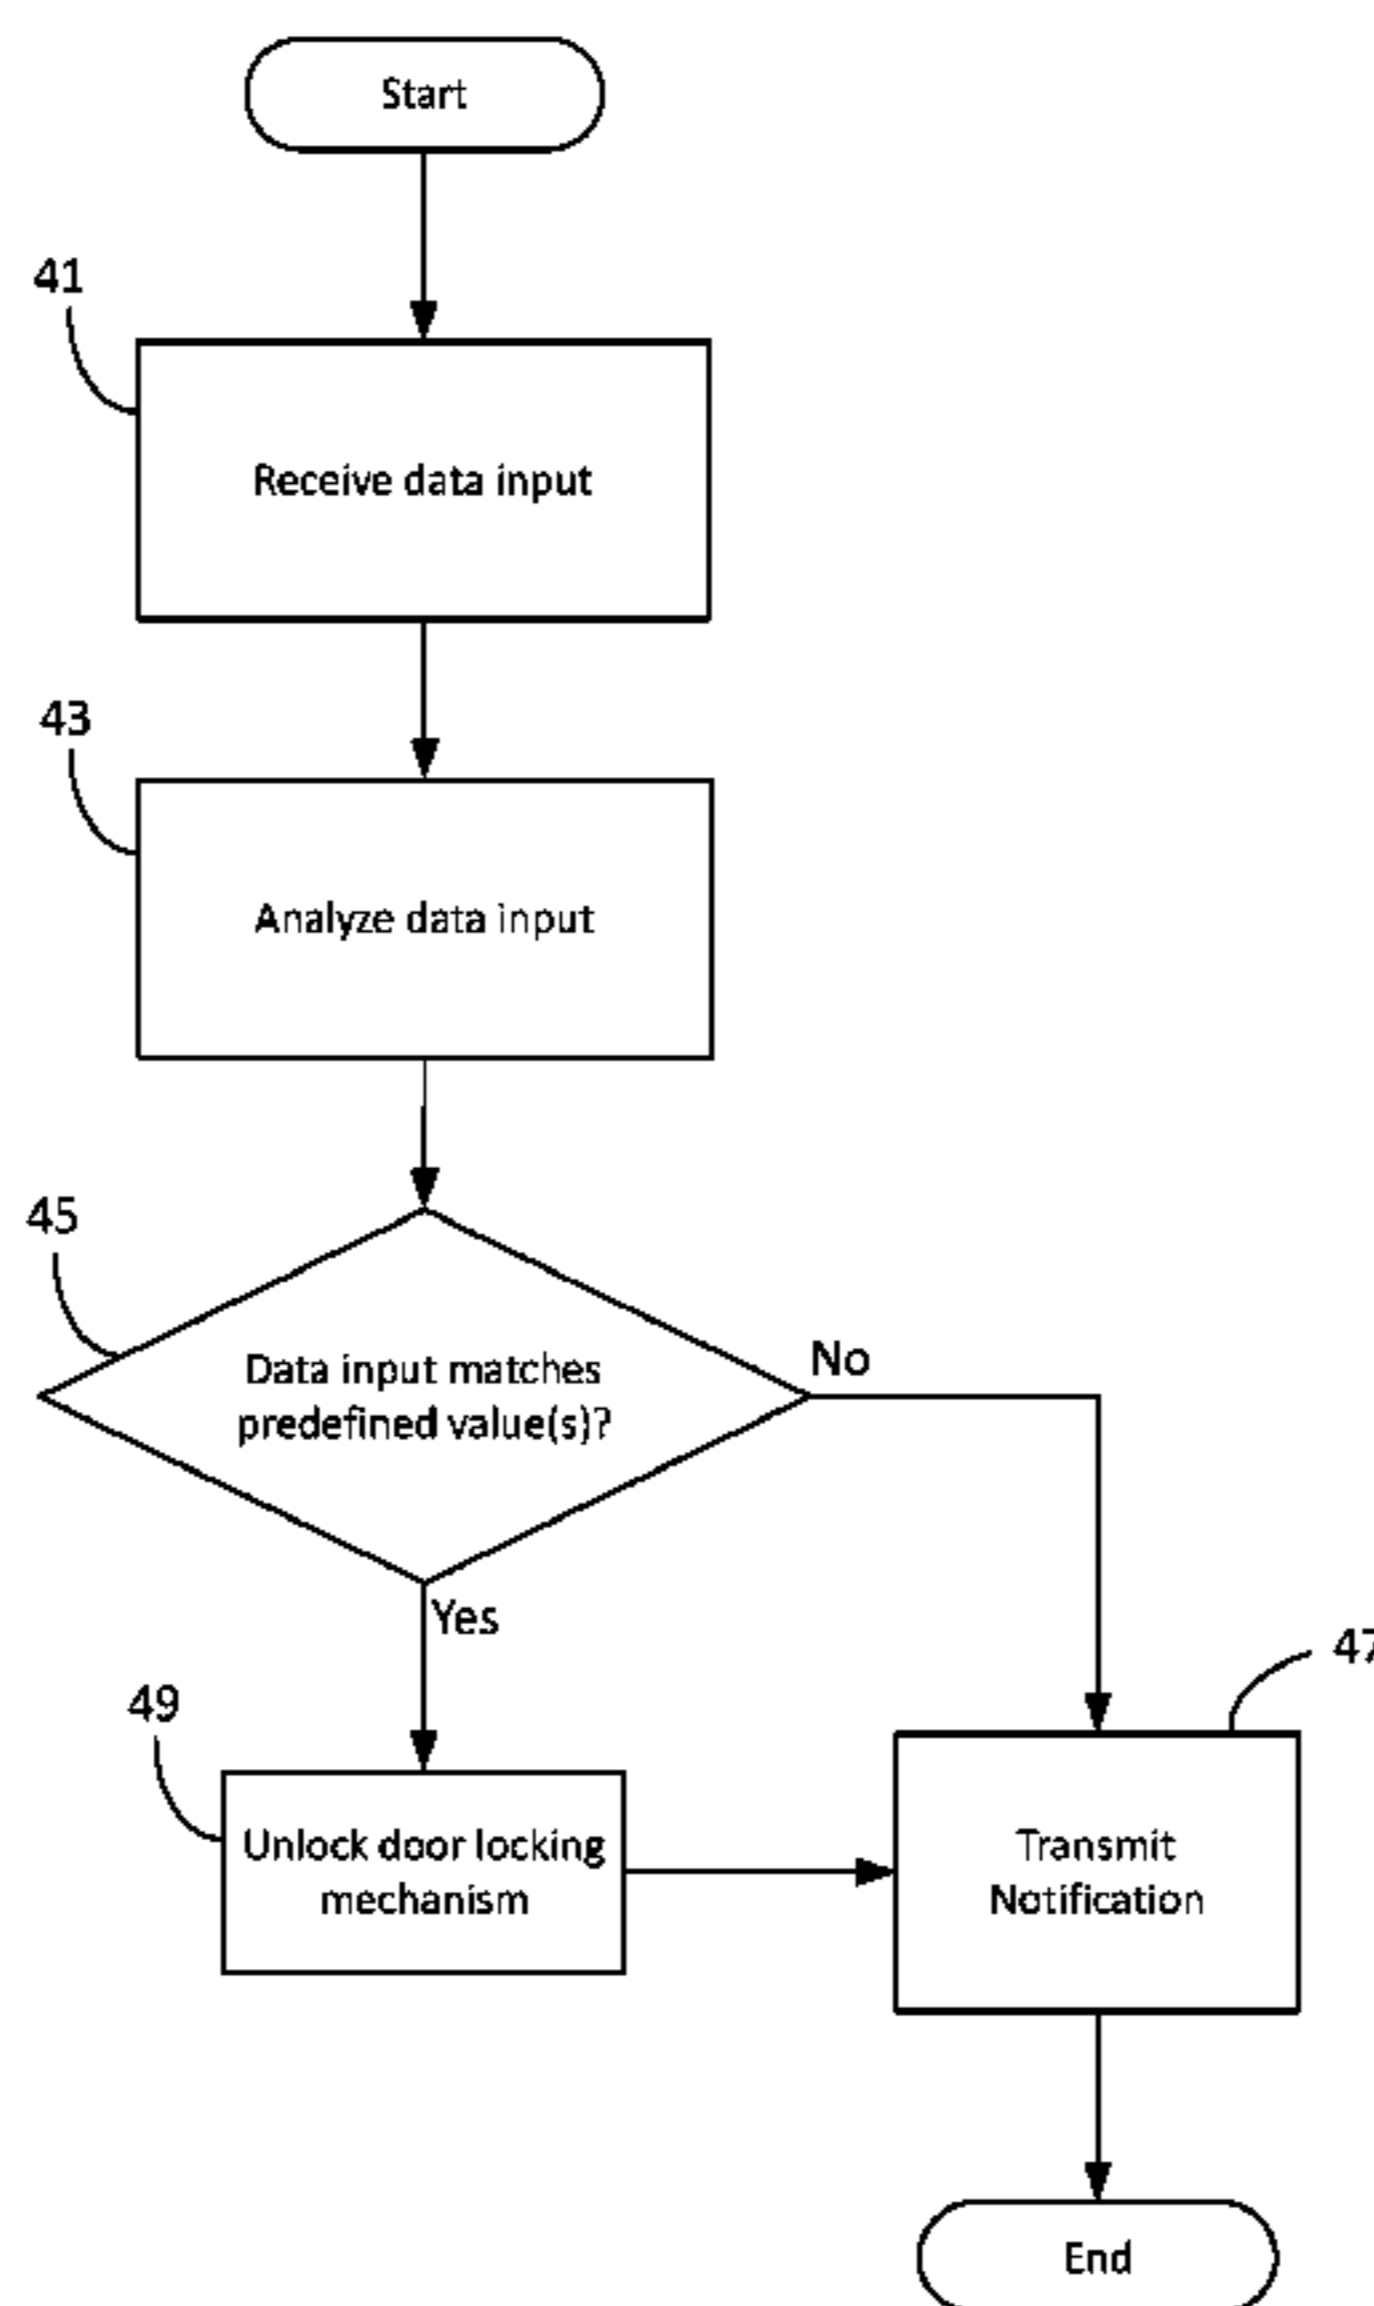 Start
41
Receive data input
43
Analyze data input
45
Data input matches
predefined value(s)?
No
Yes
47
49
Unlock door locking
mechanism
Transmit
Notification
End